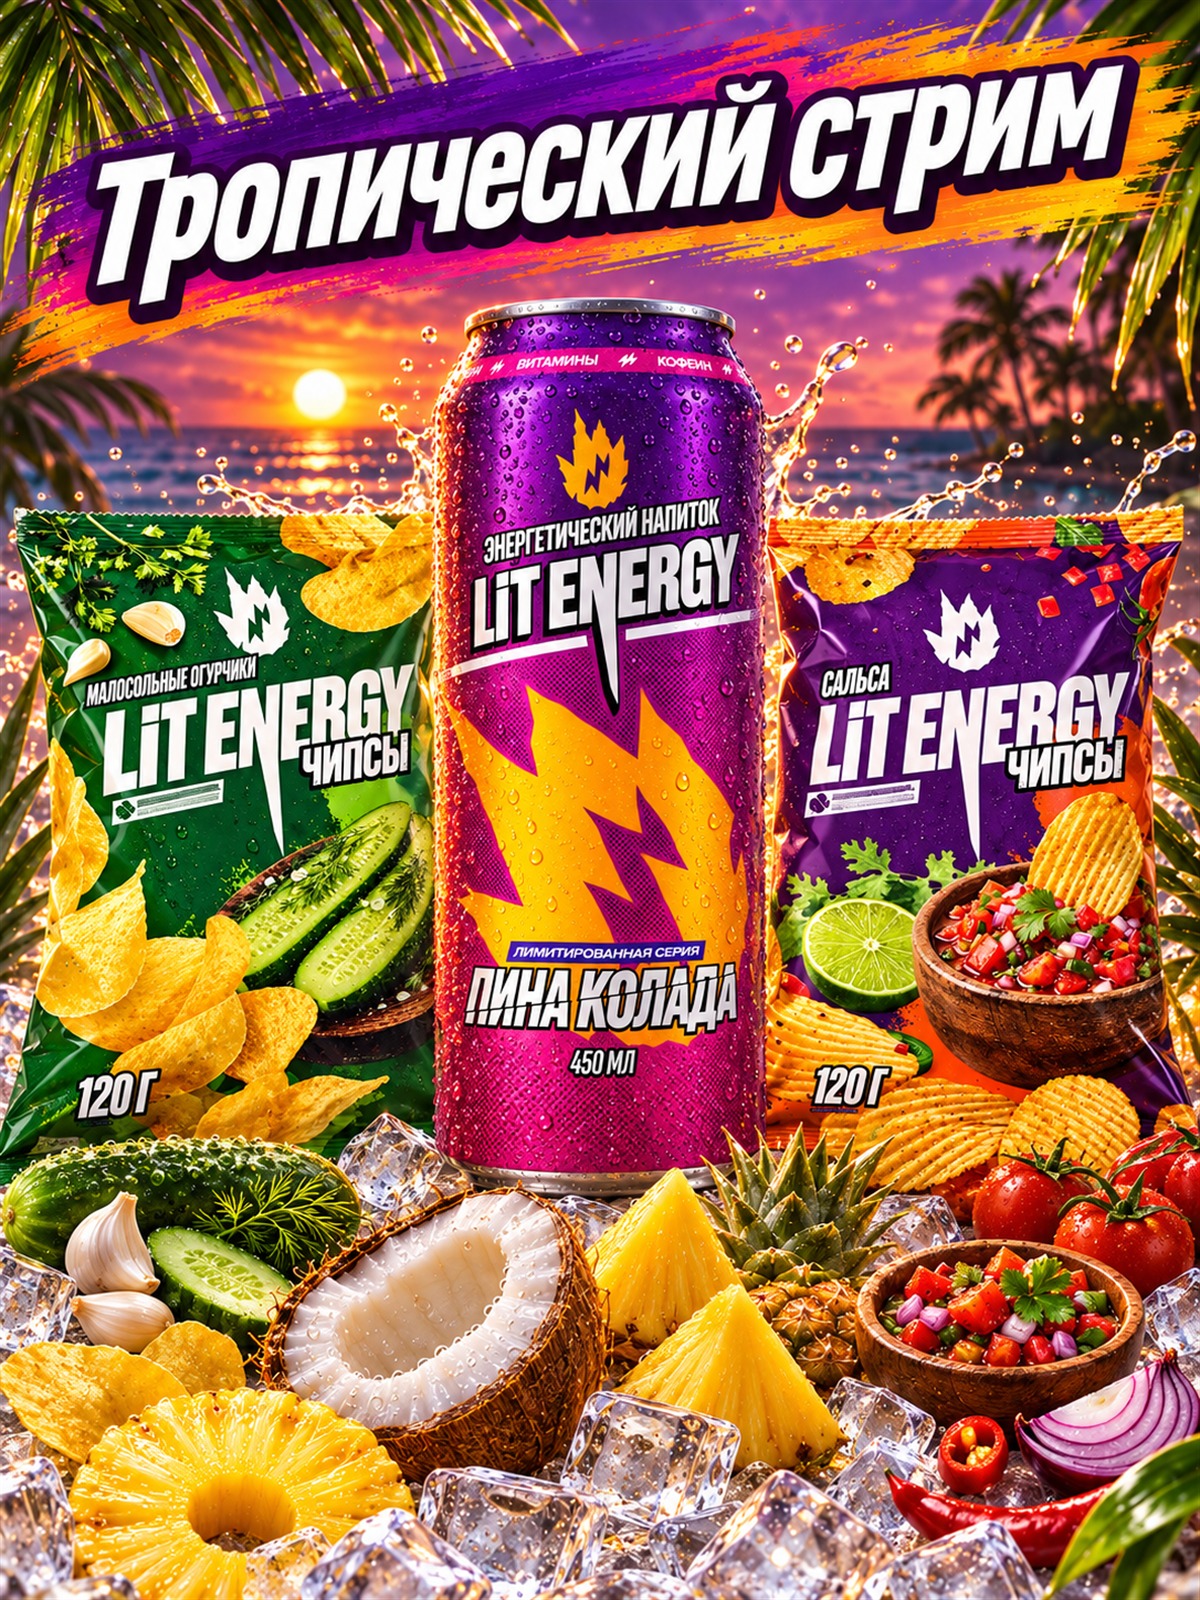 Тропический стрим
ВИТАМИНЫ
КОФЕИН
ЭНЕРГЕТИЧЕСКИЙ НАПИТОК
LiT ENERGY
ЛИМИТИРОВАННАЯ СЕРИЯ
ПИНА КОЛАДА
450 МЛ
МАЛОСОЛЬНЫЕ ОГУРЧИКИ
LiT ENERGY
ЧИПСЫ
120 Г
САЛЬСА
LiT ENERGY
ЧИПСЫ
120 Г